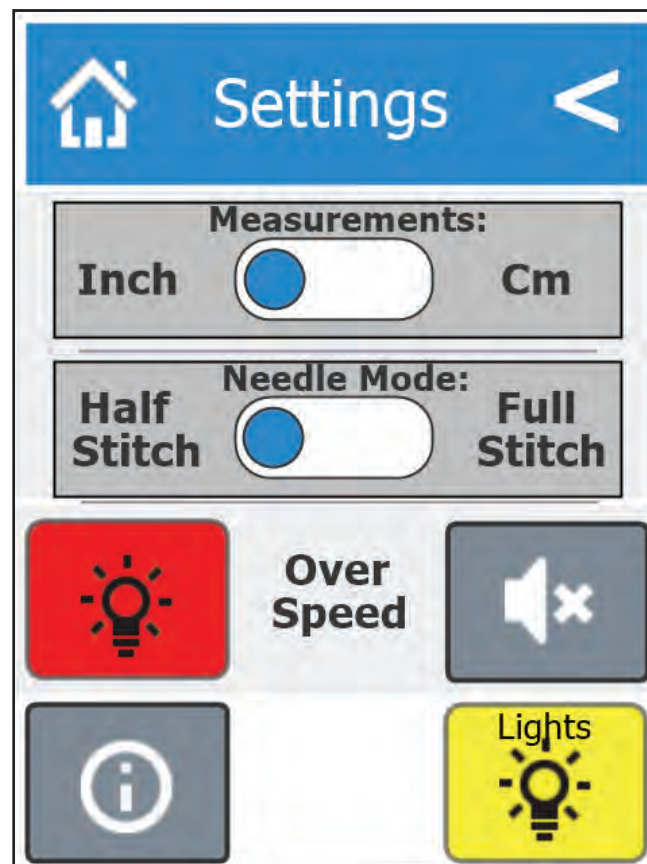 Settings <
Measurements:
Inch Cm
Needle Mode:
Half Full
Stitch Stitch
Over
Speed
Lights